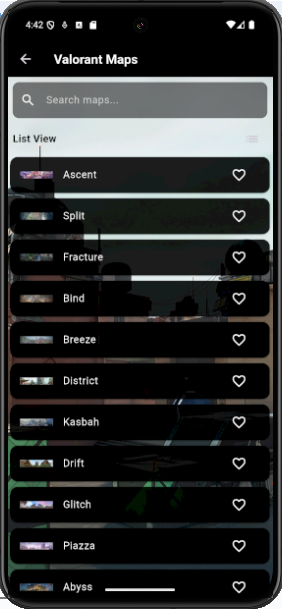 4:42
Valorant Maps
Search maps...
List View
Ascent
Split
Fracture
Bind
Breeze
District
Kasbah
Drift
Glitch
Piazza
Abyss